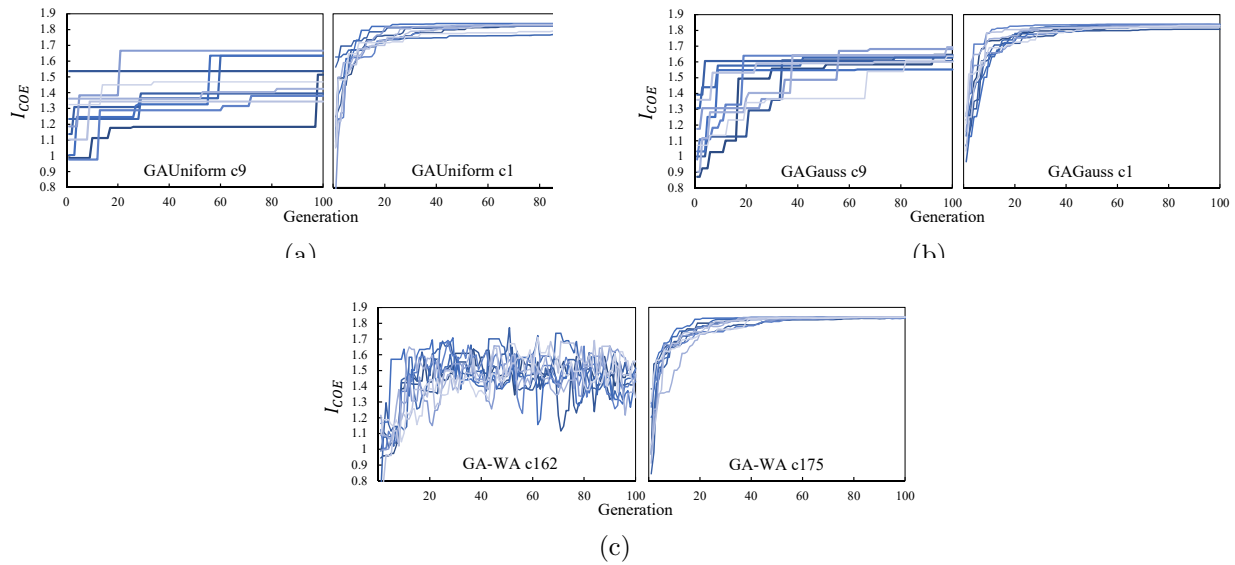 1.9
1.8
1.7
1.6
1.5
1.4
1.3
1.2
1.1
1
0.9
0.8
I_COE
GAUniform c9
GAUniform c1
0 20 40 60 80 100
20 40 60 80
Generation
(a)
1.9
1.8
1.7
1.6
1.5
1.4
1.3
1.2
1.1
1
0.9
0.8
I_COE
GAGauss c9
GAGauss c1
0 20 40 60 80 100
20 40 60 80 100
Generation
(b)
1.9
1.8
1.7
1.6
1.5
1.4
1.3
1.2
1.1
1
0.9
0.8
I_COE
GA-WA c162
GA-WA c175
20 40 60 80 100
20 40 60 80 100
Generation
(c)